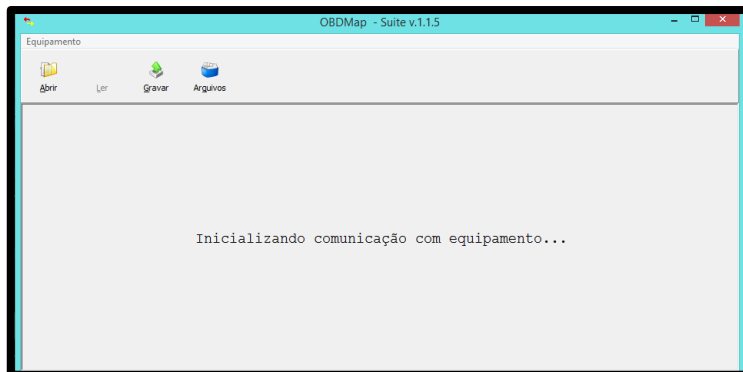 OBDMap - Suite v.1.1.5
Equipamento
Abrir Ler Gravar Arquivos
Inicializando comunicação com equipamento...